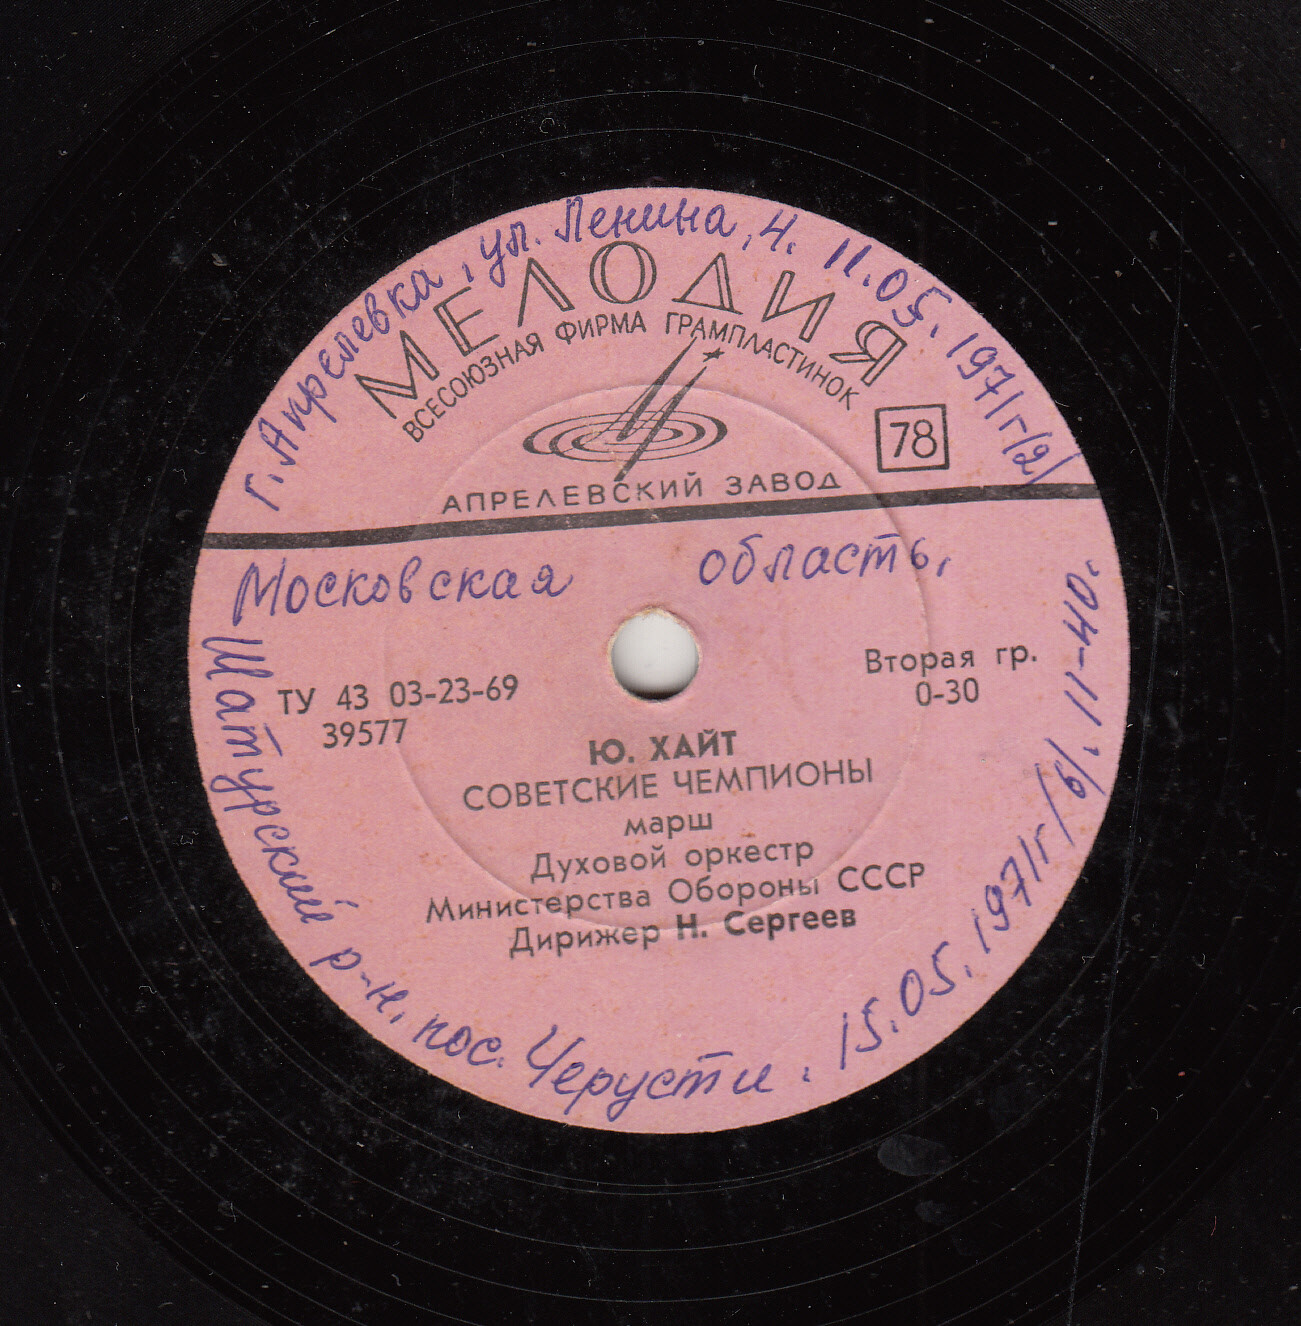 г. Апрелевка, ул. Ленина, 4. 11.05.1971г(2)
МЕЛОДИЯ
ВСЕСОЮЗНАЯ ФИРМА ГРАМПЛАСТИНОК
78
АПРЕЛЕВСКИЙ ЗАВОД
Московская область,
Шатурский р-н, пос. Черусти. 15.05.1971г/6/. 11-40.
ТУ 43 03-23-69
39577
Вторая гр.
0-30
Ю. ХАЙТ
СОВЕТСКИЕ ЧЕМПИОНЫ
марш
Духовой оркестр
Министерства Обороны СССР
Дирижер Н. Сергеев